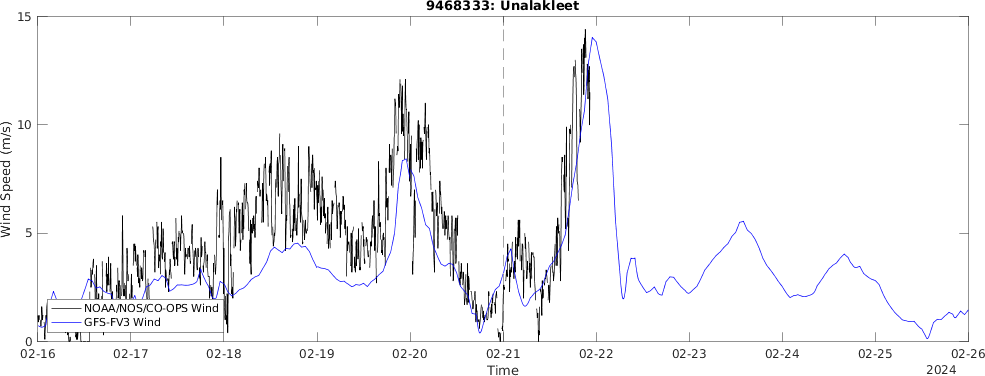 9468333: Unalakleet
15
10
5
0
Wind Speed (m/s)
NOAA/NOS/CO-OPS Wind
GFS-FV3 Wind
02-16 02-17 02-18 02-19 02-20 02-21 02-22 02-23 02-24 02-25 02-26
Time
2024